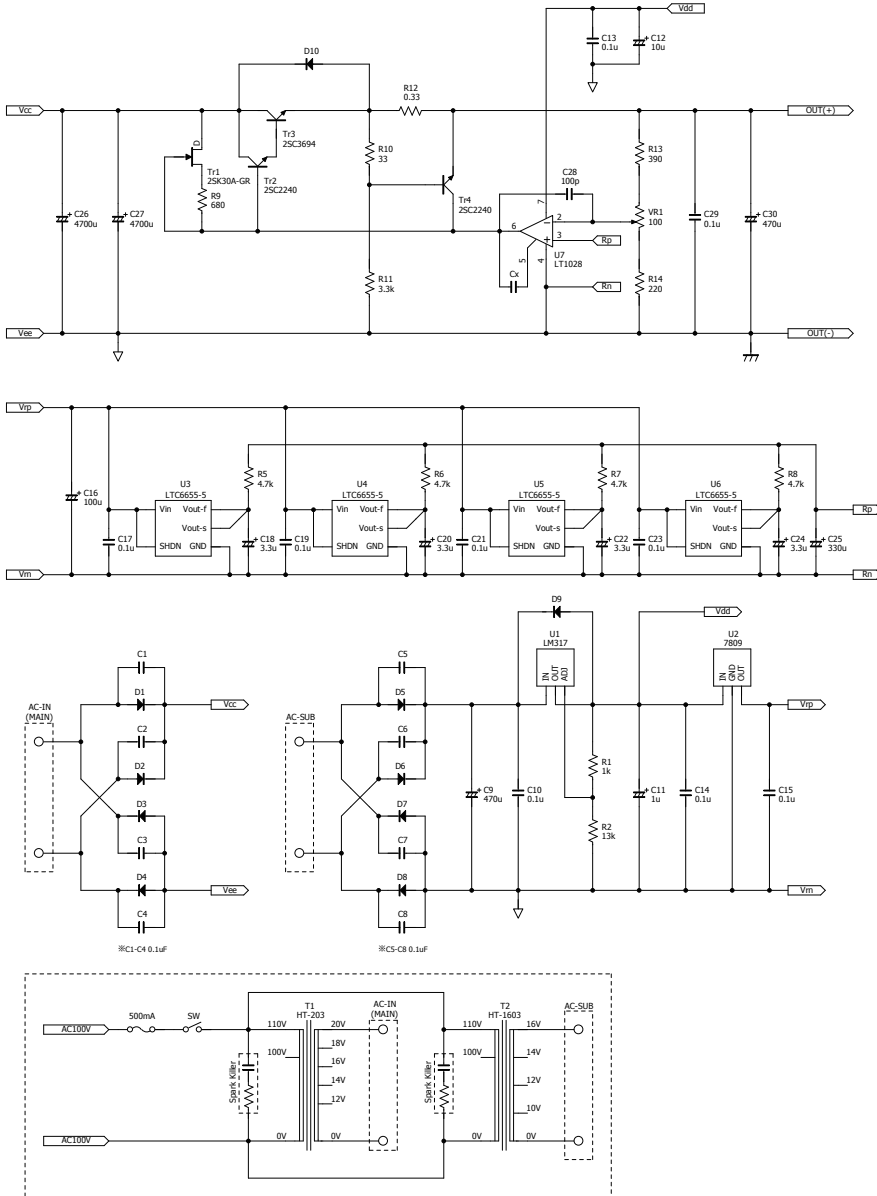 Vdd
C13
0.1u
C12
10u
D10
R12
0.33
Vcc
OUT(+)
Tr3
2SC3694
D
Tr1
2SK30A-GR
Tr2
2SC2240
R9
680
R10
33
Tr4
2SC2240
C28
100p
R13
390
VR1
100
C26
4700u
C27
4700u
C29
0.1u
C30
470u
7
6
2
3
5
4
U7
LT1028
Rp
Cx
Rn
R11
3.3k
R14
220
Vee
OUT(-)
Vrp
C16
100u
U3
LTC6655-5
R5
4.7k
U4
LTC6655-5
R6
4.7k
U5
LTC6655-5
R7
4.7k
U6
LTC6655-5
R8
4.7k
Vin Vout-f
Vout-s
SHDN GND
Vin Vout-f
Vout-s
SHDN GND
Vin Vout-f
Vout-s
SHDN GND
Vin Vout-f
Vout-s
SHDN GND
C17
0.1u
C18
3.3u
C19
0.1u
C20
3.3u
C21
0.1u
C22
3.3u
C23
0.1u
C24
3.3u
C25
330u
Rp
Vrn
Rn
AC-IN
(MAIN)
C1
D1
C2
D2
D3
C3
D4
C4
Vcc
Vee
※C1-C4 0.1uF
AC-SUB
C5
D5
C6
D6
D7
C7
D8
C8
※C5-C8 0.1uF
D9
U1
LM317
IN
OUT
ADJ
Vdd
U2
7809
IN
GND
OUT
Vrp
C9
470u
C10
0.1u
R1
1k
R2
13k
C11
1u
C14
0.1u
C15
0.1u
Vrn
AC100V
500mA
SW
AC100V
Spark Killer
T1
HT-203
110V
100V
0V
20V
18V
16V
14V
12V
0V
AC-IN
(MAIN)
Spark Killer
T2
HT-1603
110V
100V
0V
16V
14V
12V
10V
0V
AC-SUB